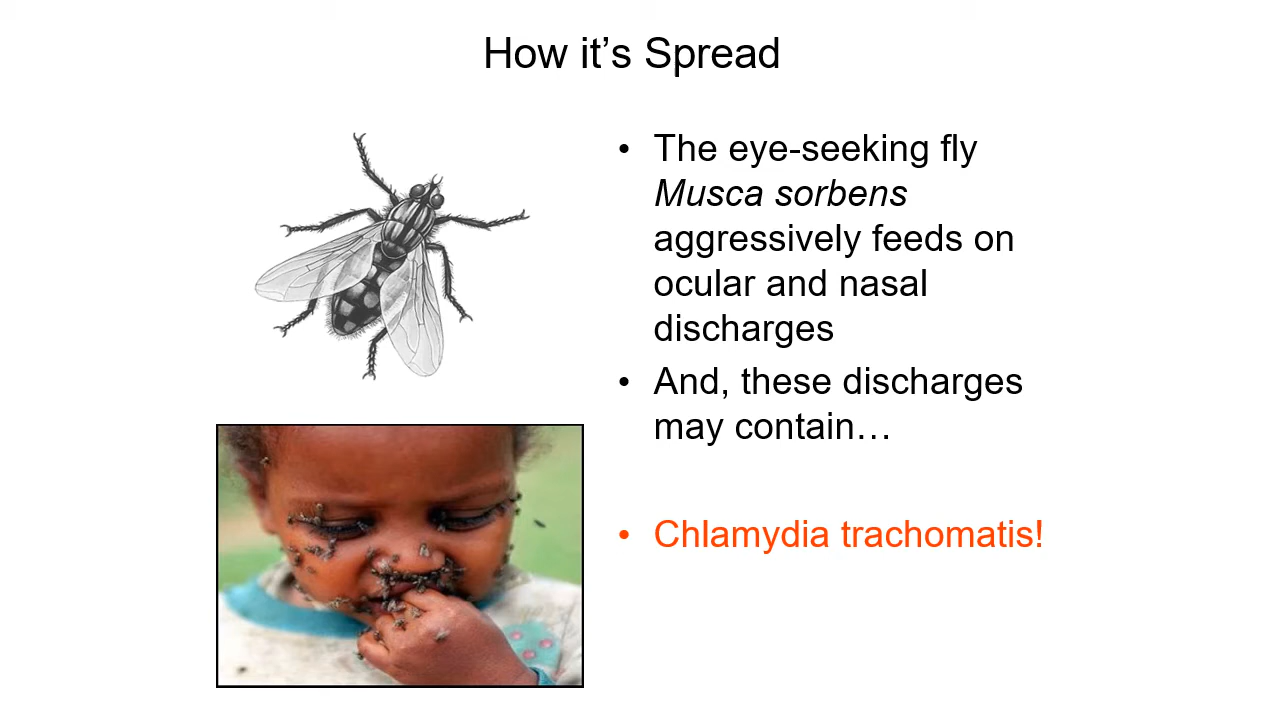 How it’s Spread
• The eye-seeking fly
Musca sorbens
aggressively feeds on
ocular and nasal
discharges
• And, these discharges
may contain…
• Chlamydia trachomatis!